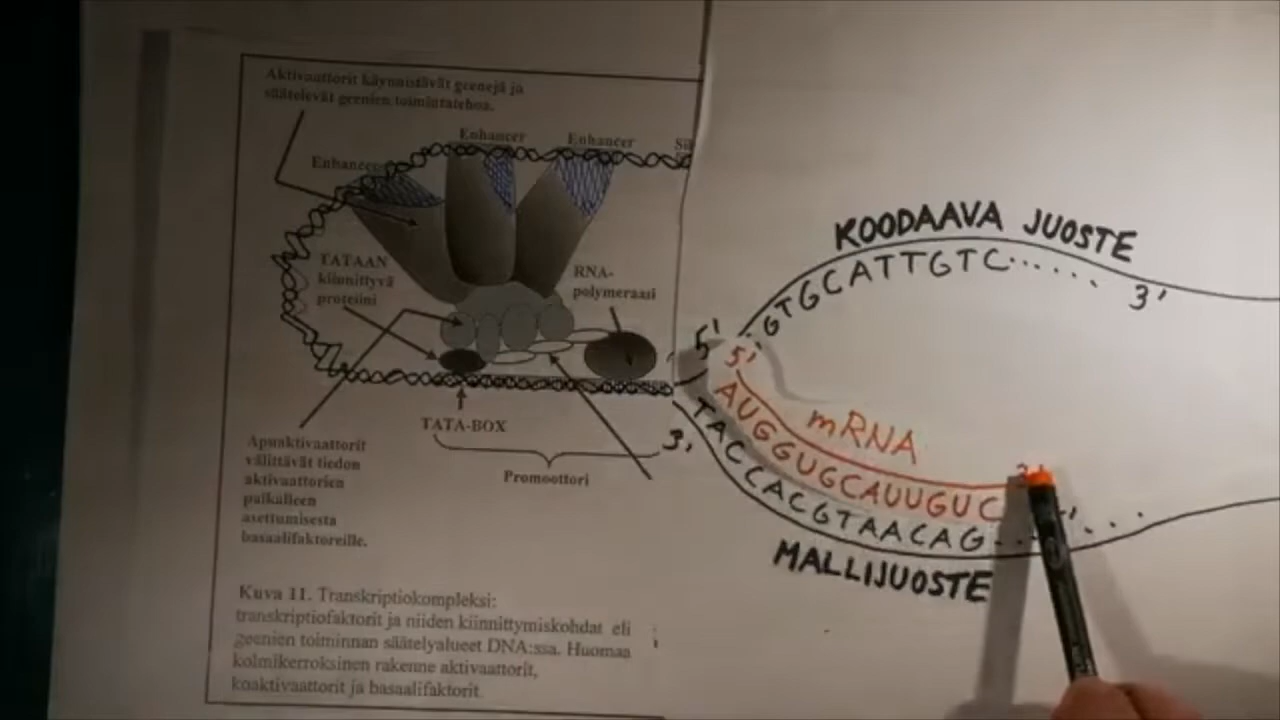 Aktivaattorit käynnistävät geenejä ja
säätelevät geenien toimintatehoa.
Enhancer
Enhancer
Enhancer
TATAAN
kiinnittyvä
proteiini
RNA-
polymeraasi
TATA-BOX
Promoottori
Apuaktivaattorit
välittävät tiedon
aktivaattorien
paikalleen
asettumisesta
basaalifaktoreille.
Kuva 11. Transkriptiokompleksi:
transkriptiofaktorit ja niiden kiinnittymiskohdat eli
geenien toiminnan säätelyalueet DNA:ssa. Huomaa
kolmikerroksinen rakenne aktivaattorit,
koaktivaattorit ja basaalifaktorit.
KOODAAVA JUOSTE
GTGCATTGTC......
3'
5'
5'
mRNA
AUGGUGCAUUGUC
3'
TACCACGTAACAG
MALLIJUOSTE